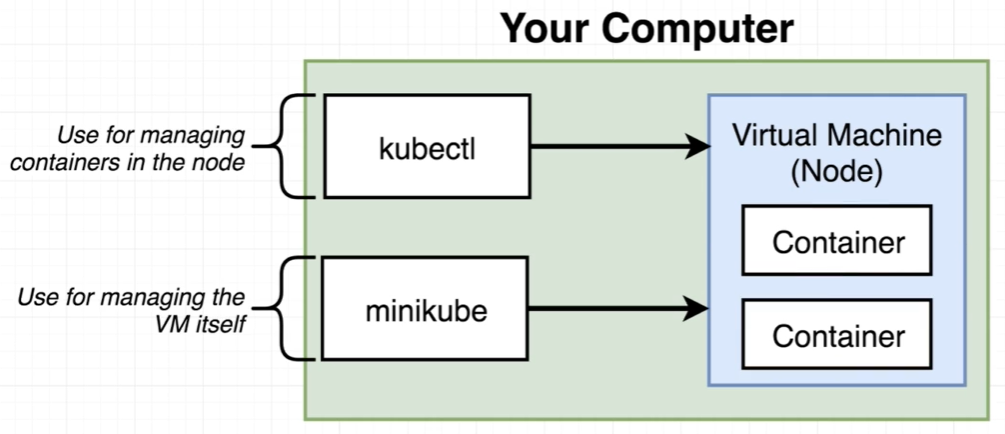 Your Computer
Use for managing
containers in the node
kubectl
Virtual Machine
(Node)
Container
Use for managing the
VM itself
minikube
Container